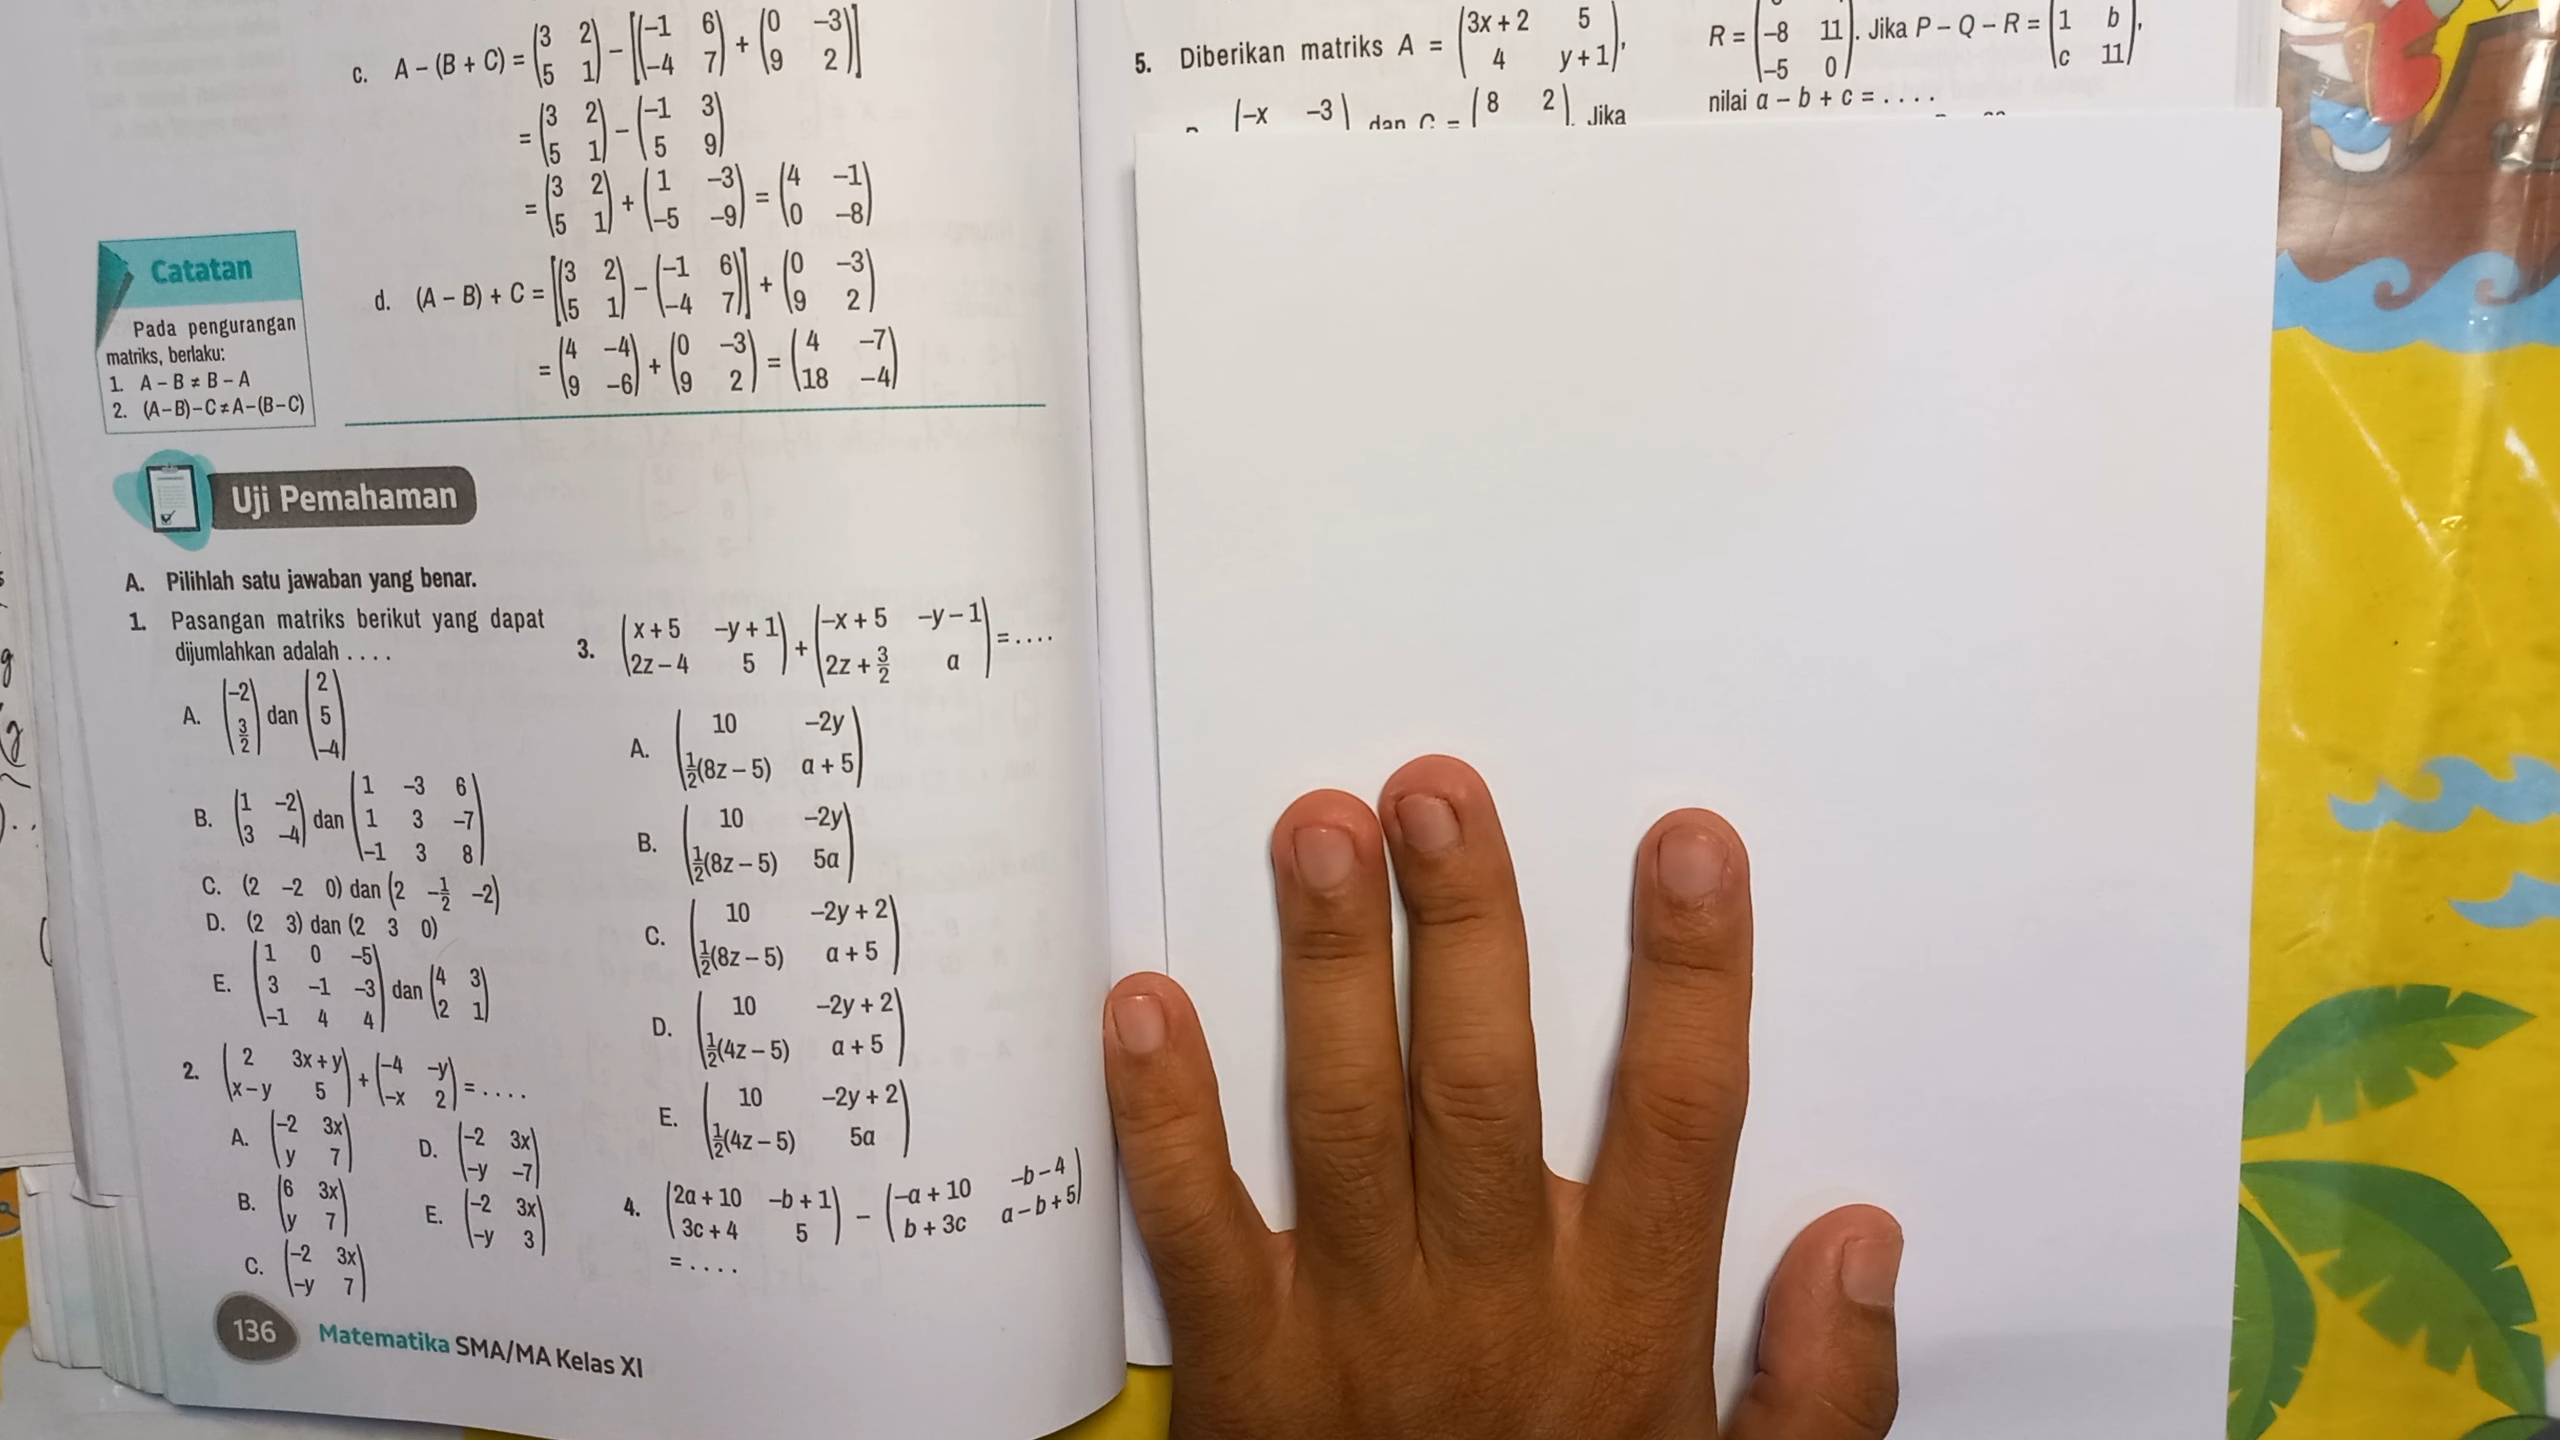 c. A – (B + C) = (3 2; 5 1) – [(–1 6; –4 7) + (0 –3; 9 2)]
= (3 2; 5 1) – (–1 3; 5 9)
= (3 2; 5 1) + (1 –3; –5 –9) = (4 –1; 0 –8)
d. (A – B) + C = [(3 2; 5 1) – (–1 6; –4 7)] + (0 –3; 9 2)
= (4 –4; 9 –6) + (0 –3; 9 2) = (4 –7; 18 –4)
Catatan
Pada pengurangan
matriks, berlaku:
1. A – B ≠ B – A
2. (A–B)–C≠A–(B–C)
Uji Pemahaman
A. Pilihlah satu jawaban yang benar.
1. Pasangan matriks berikut yang dapat
dijumlahkan adalah . . . .
A. (–2; 3/2) dan (2; 5; –4)
B. (1 –2; 3 –4) dan (1 –3 6; 1 3 –7; –1 3 8)
C. (2 –2 0) dan (2 –1/2 –2)
D. (2 3) dan (2 3 0)
E. (1 0 –5; 3 –1 –3; –1 4 4) dan (4 3; 2 1)
2. (2 3x + y; x – y 5) + (–4 –y; –x 2) = . . . .
A. (–2 3x; y 7)
B. (6 3x; y 7)
C. (–2 3x; –y 7)
D. (–2 3x; –y –7)
E. (–2 3x; –y 3)
3. (x + 5 –y + 1; 2z – 4 5) + (–x + 5 –y – 1; 2z + 3/2 a) = . . . .
A. (10 –2y; 1/2(8z – 5) a + 5)
B. (10 –2y; 1/2(8z – 5) 5a)
C. (10 –2y + 2; 1/2(8z – 5) a + 5)
D. (10 –2y + 2; 1/2(4z – 5) a + 5)
E. (10 –2y + 2; 1/2(4z – 5) 5a)
4. (2a + 10 –b + 1; 3c + 4 5) – (–a + 10 –b – 4; b + 3c a – b + 5)
= . . . .
136 Matematika SMA/MA Kelas XI
5. Diberikan matriks A = (3x + 2 5; 4 y + 1),
(–x –3) dan C = (8 2). Jika
R = (–8 11; –5 0). Jika P – Q – R = (1 b; c 11),
nilai a – b + c = . . . .